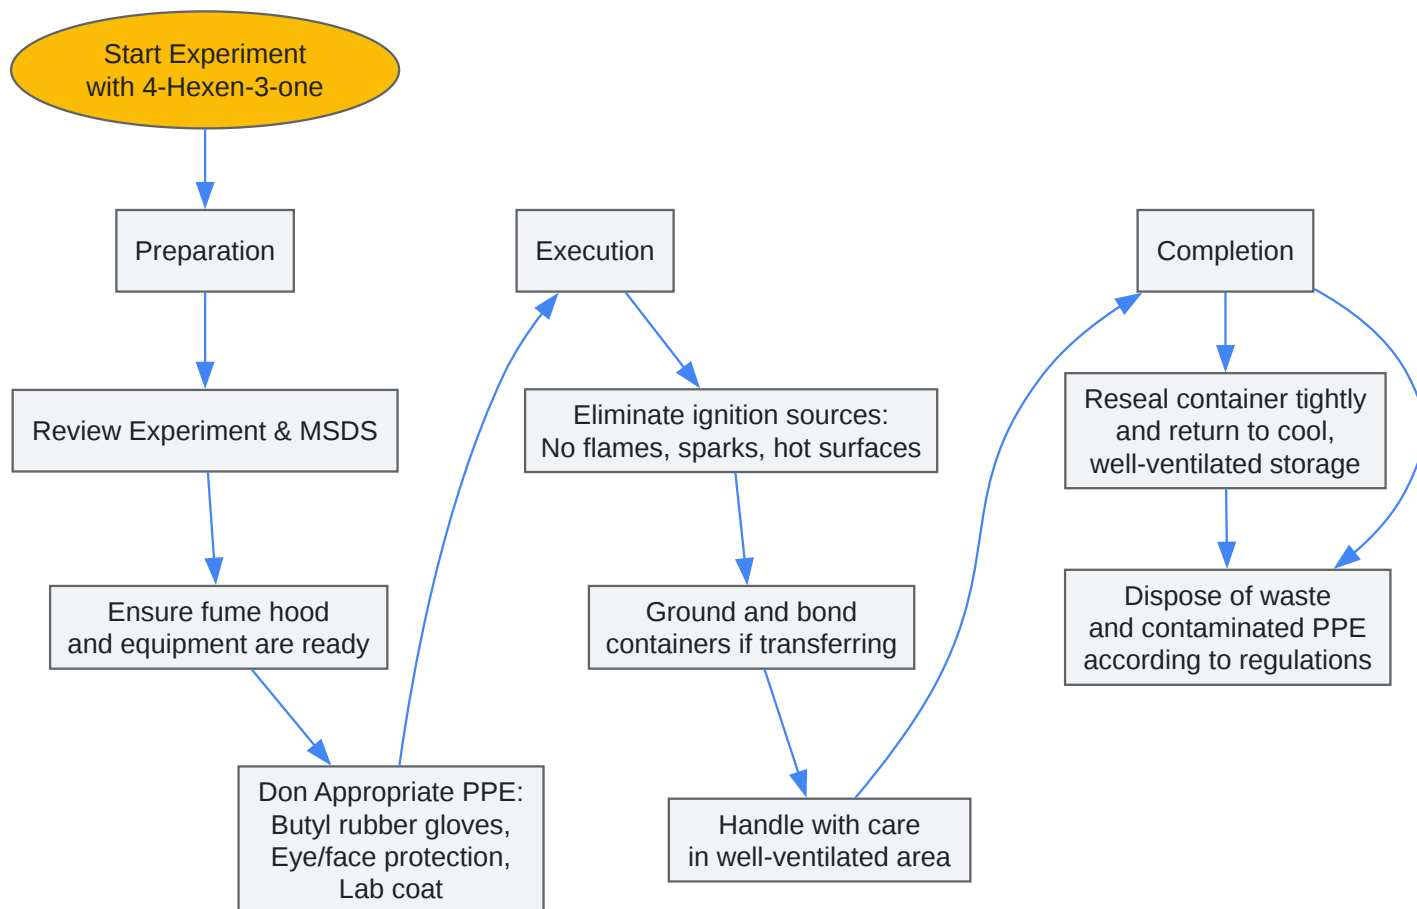 Start Experiment
with 4-Hexen-3-one
Preparation
Review Experiment & MSDS
Ensure fume hood
and equipment are ready
Don Appropriate PPE:
Butyl rubber gloves,
Eye/face protection,
Lab coat
Execution
Eliminate ignition sources:
No flames, sparks, hot surfaces
Ground and bond
containers if transferring
Handle with care
in well-ventilated area
Completion
Reseal container tightly
and return to cool,
well-ventilated storage
Dispose of waste
and contaminated PPE
according to regulations